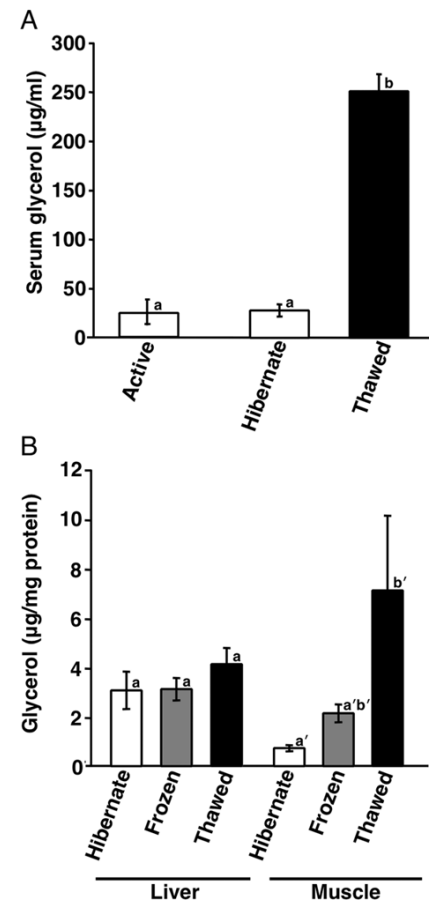 A
Serum glycerol (µg/ml)
300
250
200
150
100
50
0
a
a
b
Active
Hibernate
Thawed
B
Glycerol (µg/mg protein)
12
10
8
6
4
2
0
a
a
a
a′
a′b′
b′
Hibernate
Frozen
Thawed
Hibernate
Frozen
Thawed
Liver
Muscle